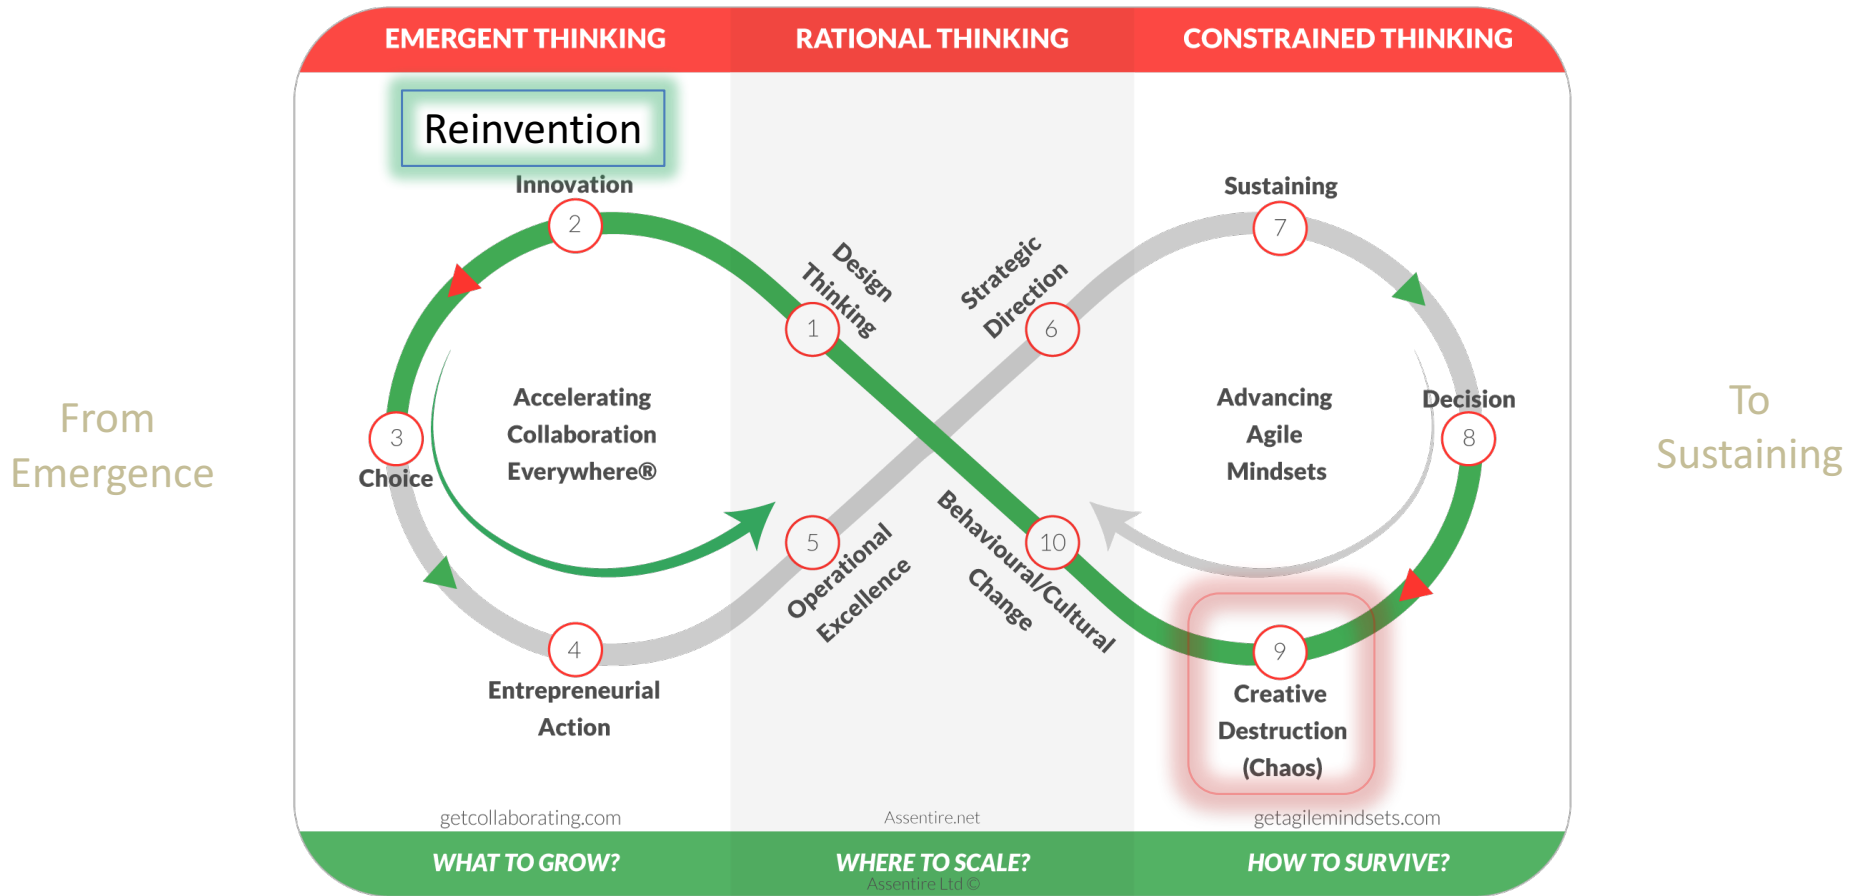 EMERGENT THINKING
RATIONAL THINKING
CONSTRAINED THINKING
Reinvention
Innovation
2
Sustaining
7
Design
Thinking
1
Strategic
Direction
6
From
Emergence
3
Choice
Accelerating
Collaboration
Everywhere®
Advancing
Agile
Mindsets
Decision
8
To
Sustaining
5
Operational
Excellence
10
Behavioural/Cultural
Change
4
Entrepreneurial
Action
9
Creative
Destruction
(Chaos)
getcollaborating.com
Assentire.net
getagilemindsets.com
WHAT TO GROW?
WHERE TO SCALE?
HOW TO SURVIVE?
Assentire Ltd ©